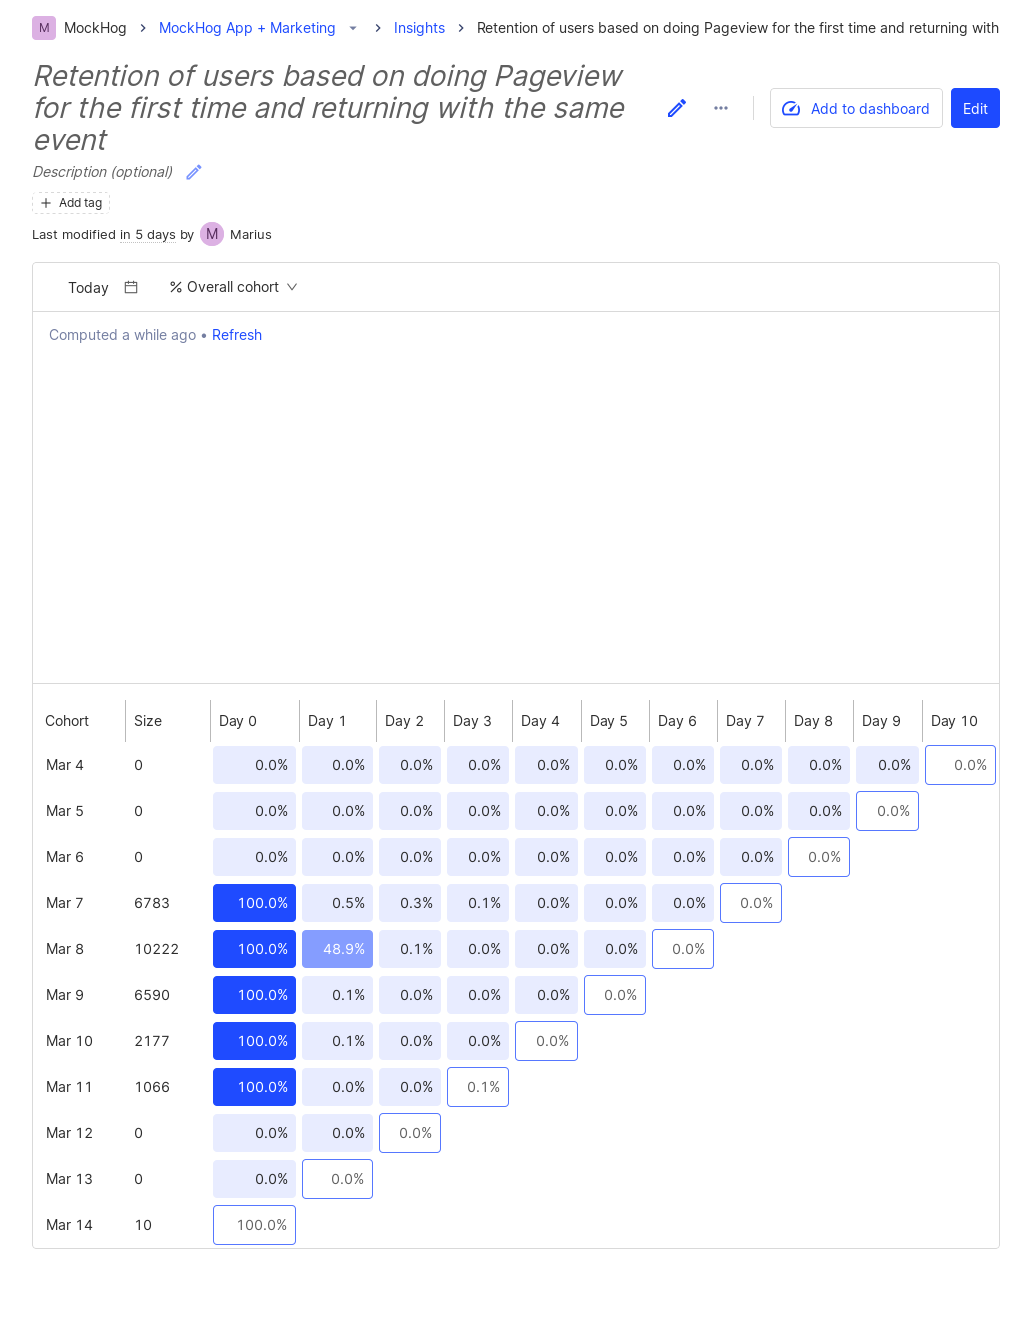 M MockHog > MockHog App + Marketing > Insights > Retention of users based on doing Pageview for the first time and returning with
Retention of users based on doing Pageview
for the first time and returning with the same
event
Add to dashboard Edit
Description (optional)
Add tag
Last modified in 5 days by M Marius
Today % Overall cohort
Computed a while ago • Refresh
Cohort Size Day 0 Day 1 Day 2 Day 3 Day 4 Day 5 Day 6 Day 7 Day 8 Day 9 Day 10
Mar 4 0 0.0% 0.0% 0.0% 0.0% 0.0% 0.0% 0.0% 0.0% 0.0% 0.0% 0.0%
Mar 5 0 0.0% 0.0% 0.0% 0.0% 0.0% 0.0% 0.0% 0.0% 0.0% 0.0%
Mar 6 0 0.0% 0.0% 0.0% 0.0% 0.0% 0.0% 0.0% 0.0% 0.0%
Mar 7 6783 100.0% 0.5% 0.3% 0.1% 0.0% 0.0% 0.0% 0.0%
Mar 8 10222 100.0% 48.9% 0.1% 0.0% 0.0% 0.0% 0.0%
Mar 9 6590 100.0% 0.1% 0.0% 0.0% 0.0% 0.0%
Mar 10 2177 100.0% 0.1% 0.0% 0.0% 0.0%
Mar 11 1066 100.0% 0.0% 0.0% 0.1%
Mar 12 0 0.0% 0.0% 0.0%
Mar 13 0 0.0% 0.0%
Mar 14 10 100.0%